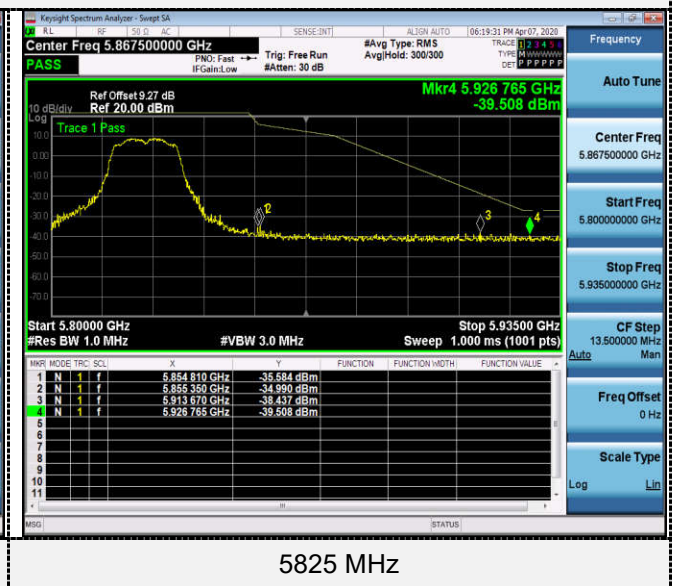 Keysight Spectrum Analyzer - Swept SA
RL RF 50 Ω AC SENSE:INT ALIGN AUTO 06:19:31 PM Apr 07, 2020
Center Freq 5.867500000 GHz #Avg Type: RMS TRACE 1 2 3 4 5 6
PASS PNO: Fast Trig: Free Run Avg|Hold: 300/300 TYPE M W W W W W
IFGain:Low #Atten: 30 dB DET P P P P P P
Mkr4 5.926 765 GHz
-39.508 dBm
Ref Offset 9.27 dB
10 dB/div Ref 20.00 dBm
Log
Trace 1 Pass
10.0
0.00
-10.0
-20.0
-30.0
-40.0
-50.0
-60.0
-70.0
2
3
4
Start 5.80000 GHz Stop 5.93500 GHz
#Res BW 1.0 MHz #VBW 3.0 MHz Sweep 1.000 ms (1001 pts)
MKR MODE TRC SCL X Y FUNCTION FUNCTION WIDTH FUNCTION VALUE
1 N 1 f 5.854 810 GHz -35.584 dBm
2 N 1 f 5.855 350 GHz -34.990 dBm
3 N 1 f 5.913 670 GHz -38.437 dBm
4 N 1 f 5.926 765 GHz -39.508 dBm
5
6
7
8
9
10
11
MSG STATUS
Frequency
Auto Tune
Center Freq
5.867500000 GHz
Start Freq
5.800000000 GHz
Stop Freq
5.935000000 GHz
CF Step
13.500000 MHz
Auto Man
Freq Offset
0 Hz
Scale Type
Log Lin
5825 MHz